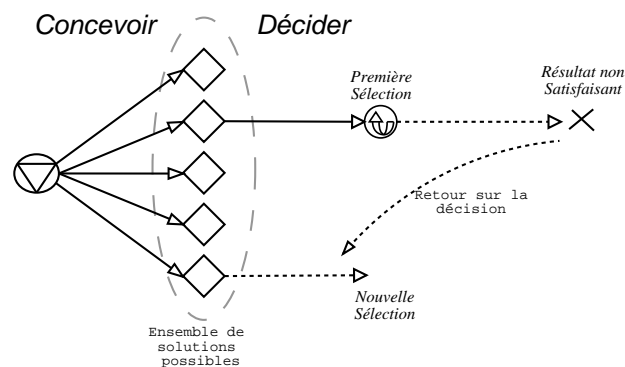 Concevoir
Décider
Première
Sélection
Résultat non
Satisfaisant
Retour sur la
décision
Nouvelle
Sélection
Ensemble de
solutions
possibles